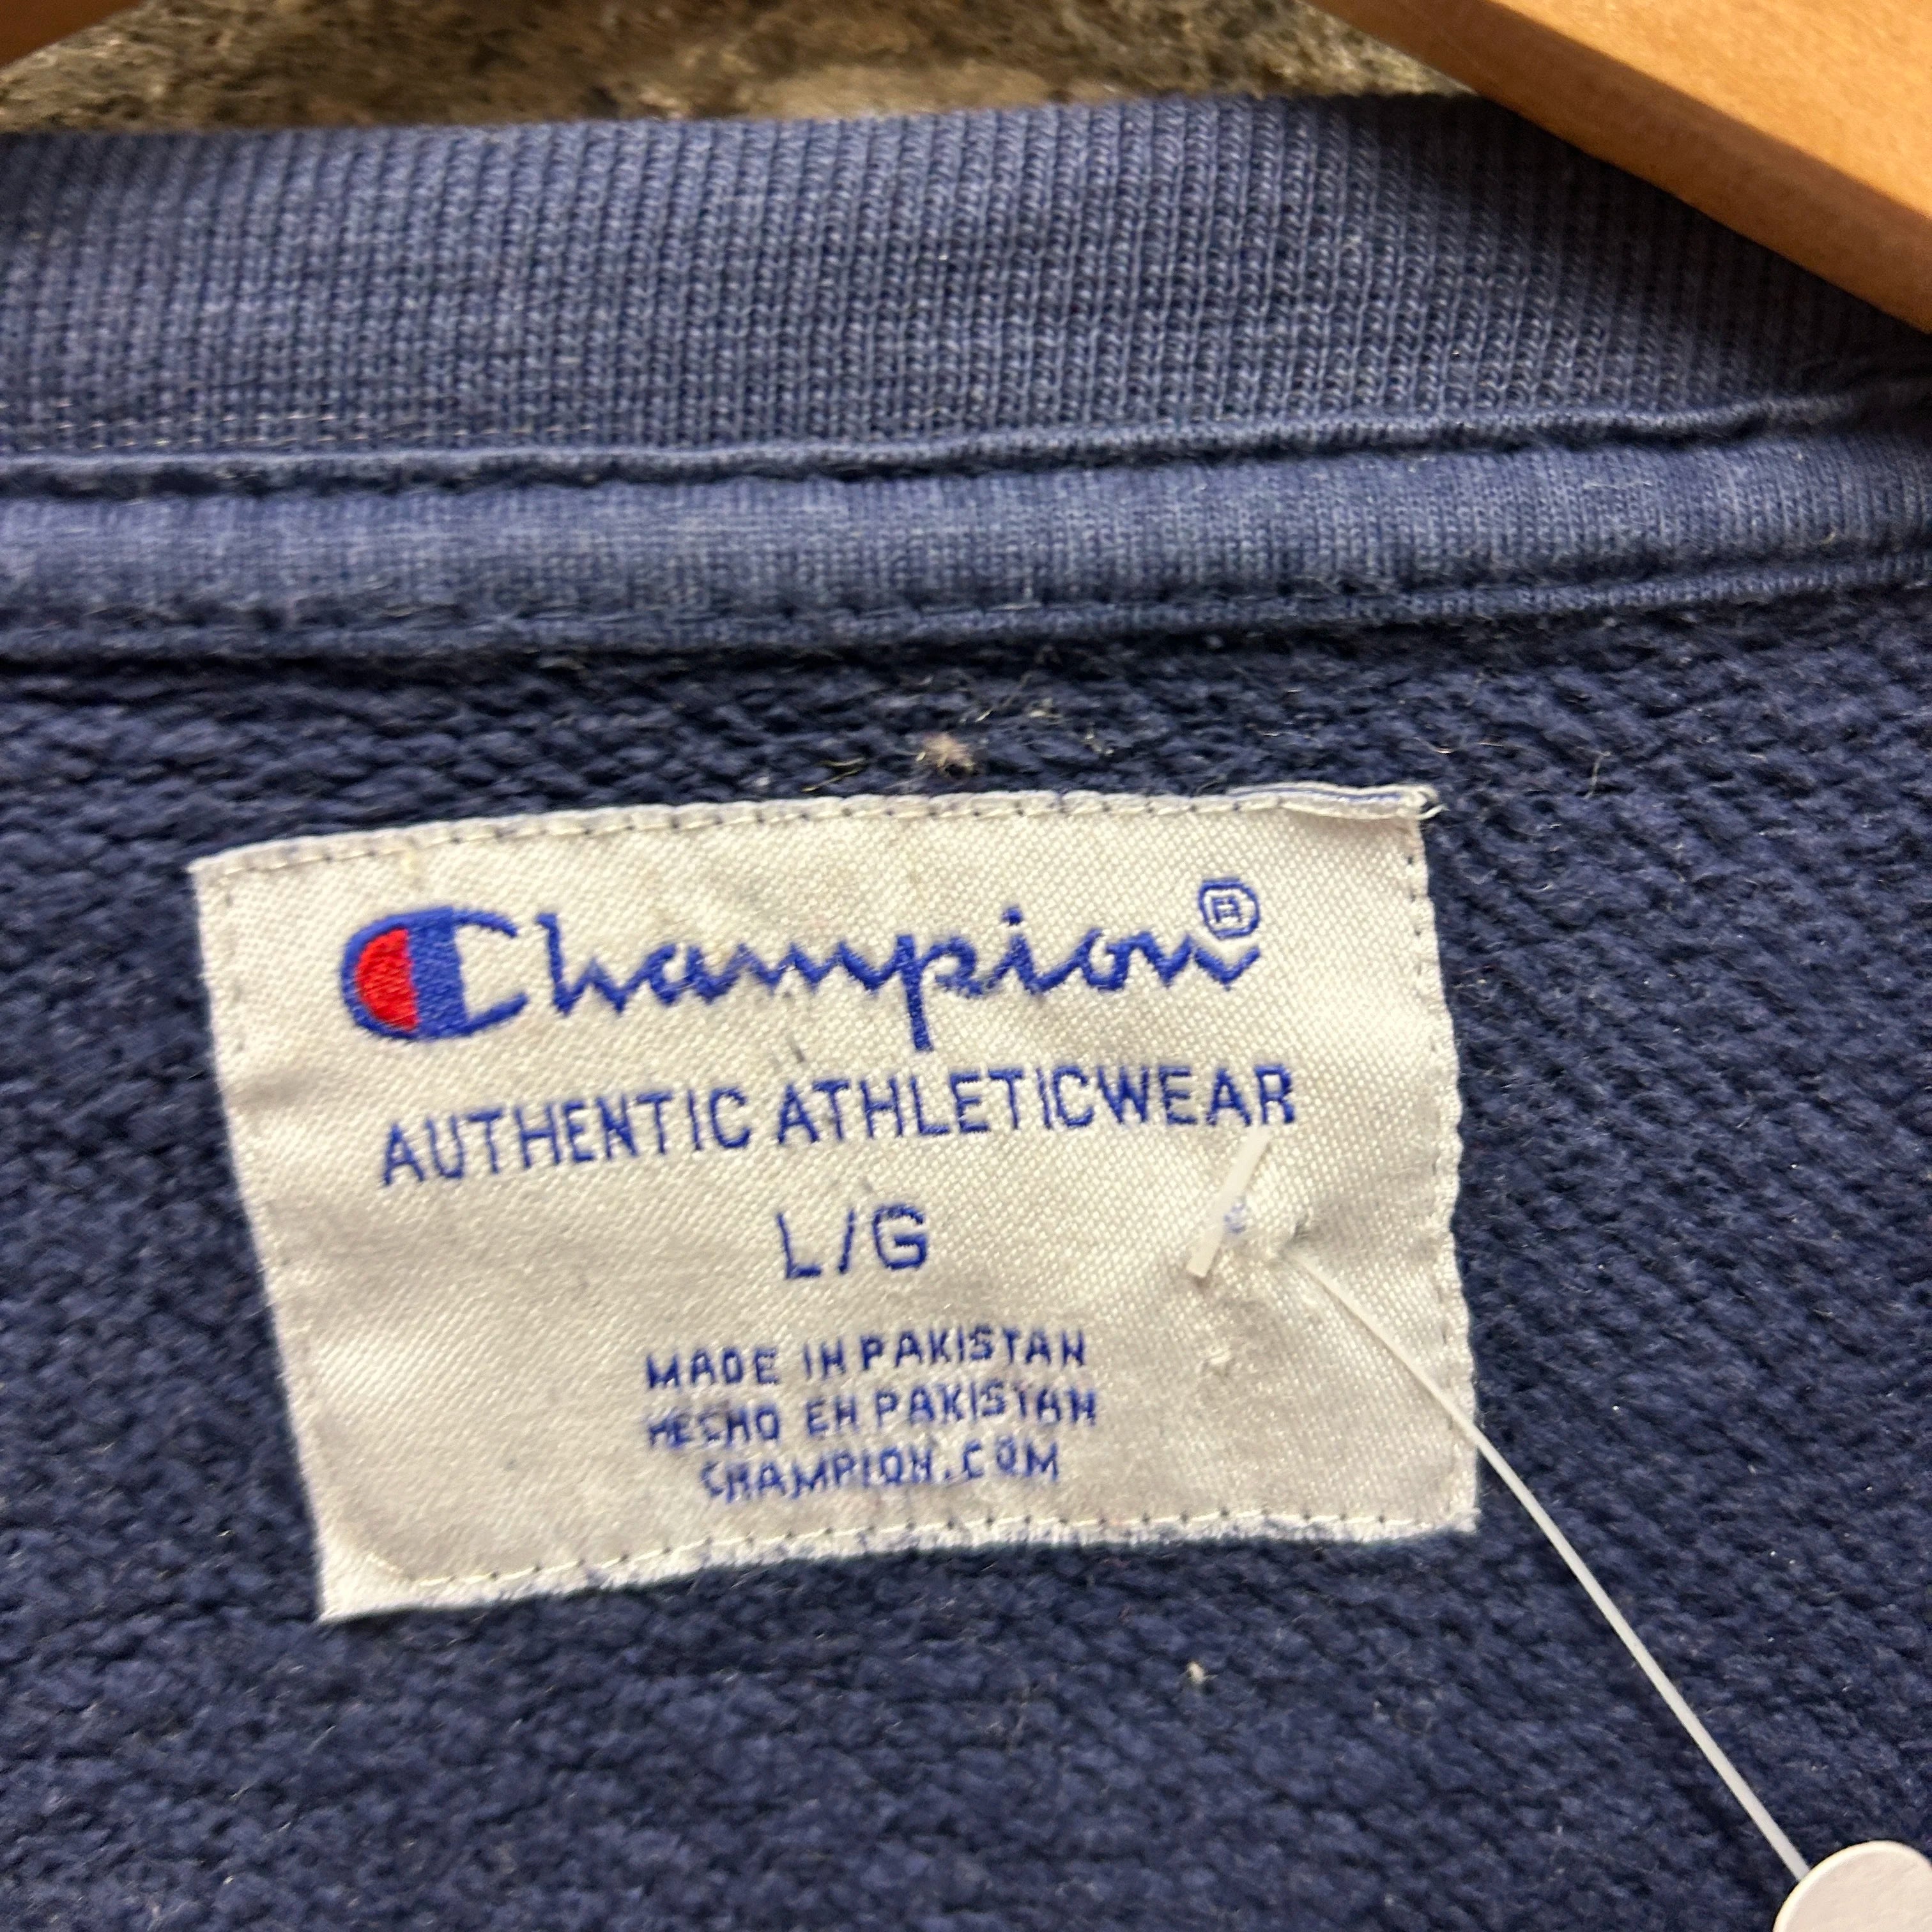 Champion®
AUTHENTIC ATHLETICWEAR
L/G
MADE IN PAKISTAN
HECHO EN PAKISTAN
CHAMPION.COM